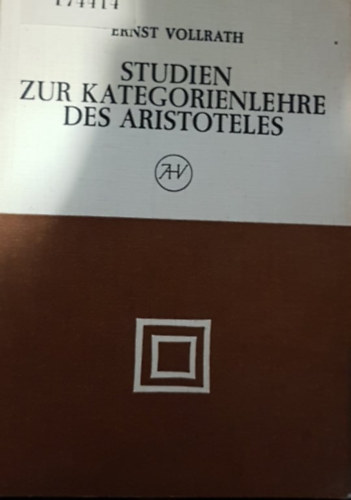 174414
ERNST VOLLRATH
STUDIEN
ZUR KATEGORIENLEHRE
DES ARISTOTELES
AHV